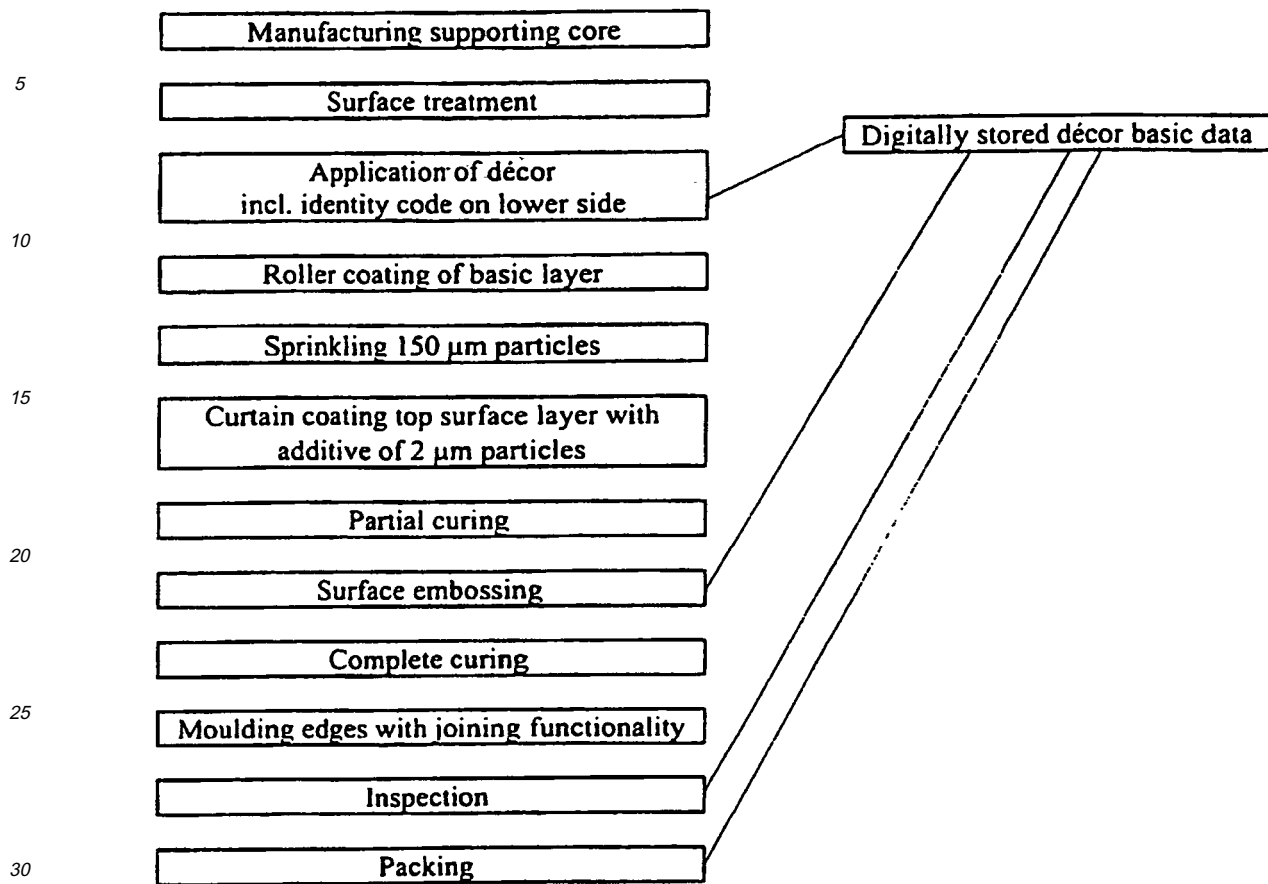 Manufacturing supporting core
5
Surface treatment
Digitally stored décor basic data
Application of décor
incl. identity code on lower side
10
Roller coating of basic layer
Sprinkling 150 µm particles
15
Curtain coating top surface layer with
additive of 2 µm particles
Partial curing
20
Surface embossing
Complete curing
25
Moulding edges with joining functionality
Inspection
30
Packing